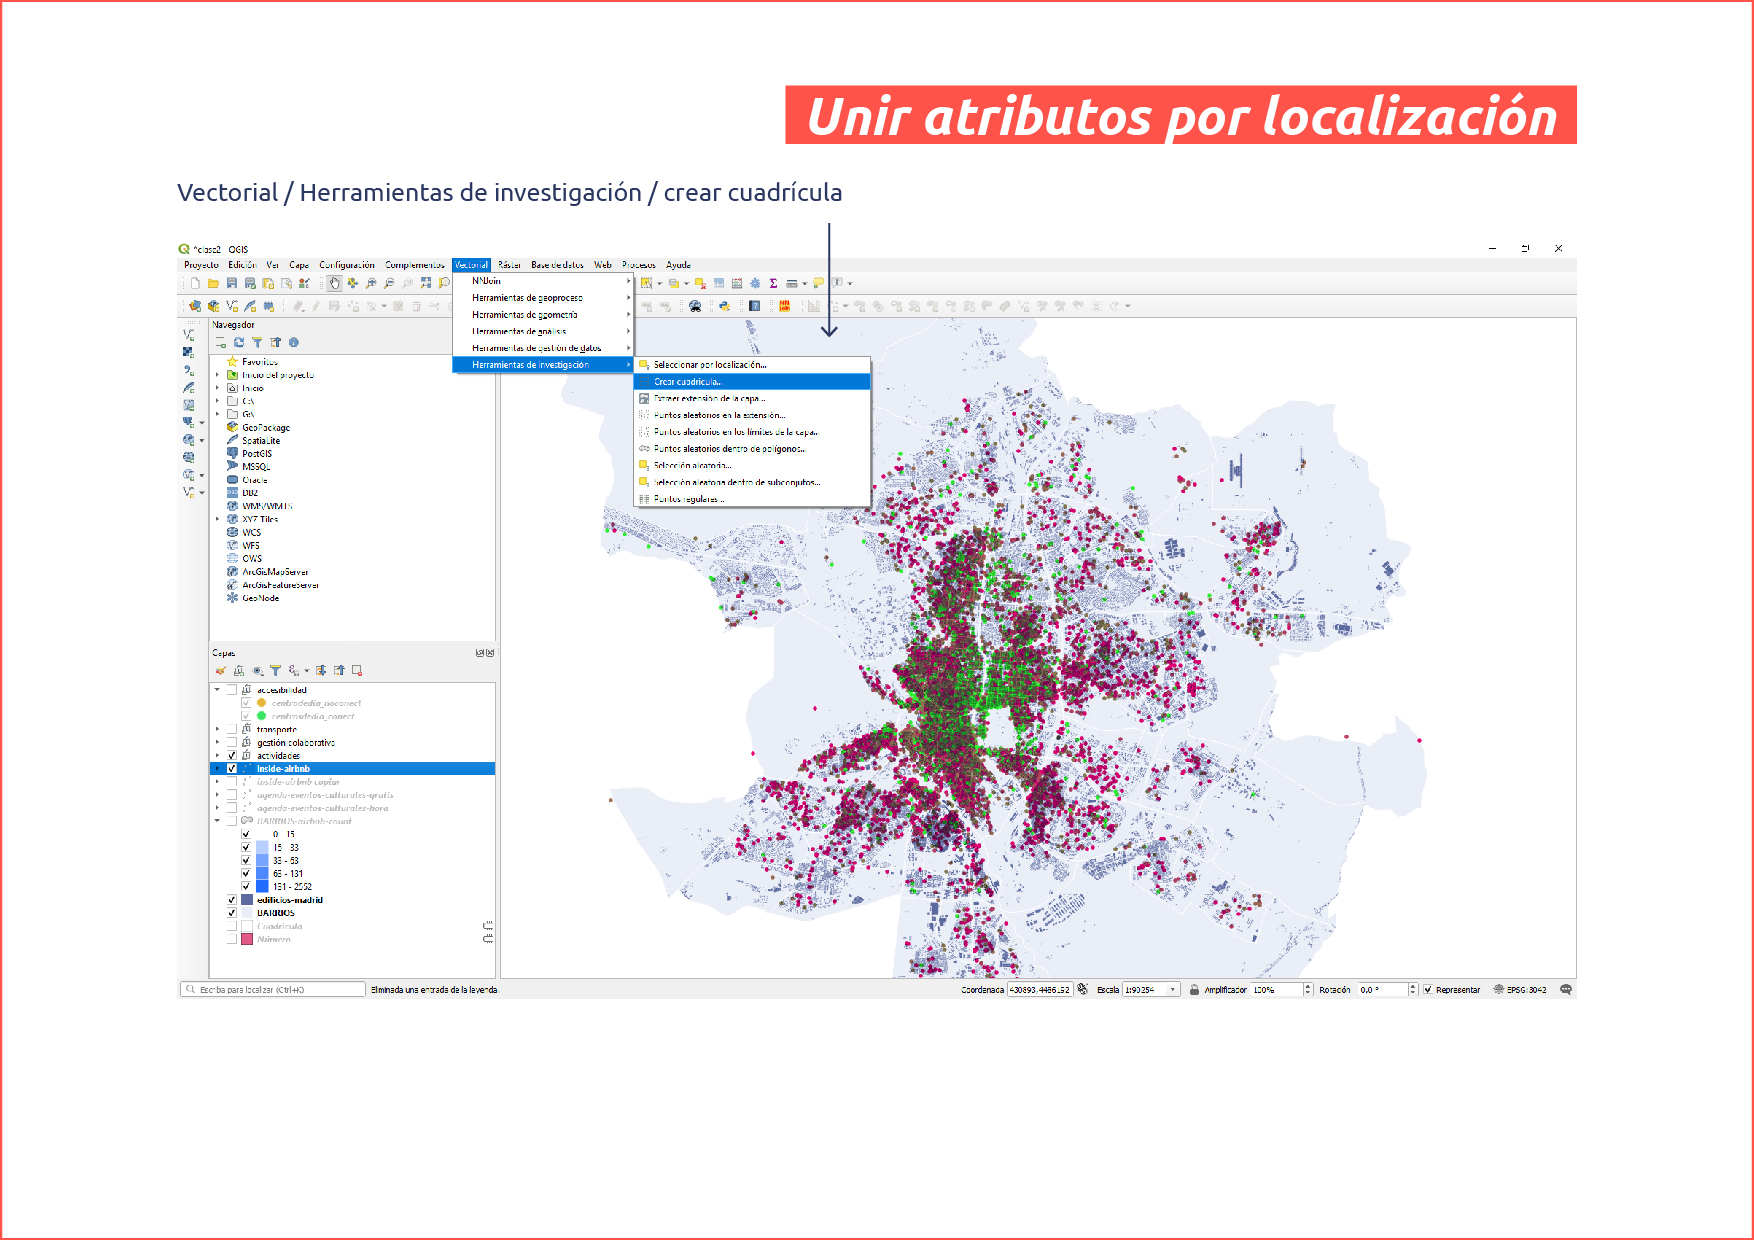 Unir atributos por localización
Vectorial / Herramientas de investigación / crear cuadrícula
*clase2 QGIS
Proyecto Edición Ver Capa Configuración Complementos Vectorial Ráster Base de datos Web Procesos Ayuda
NNJoin
Herramientas de geoproceso
Herramientas de geometría
Herramientas de análisis
Herramientas de gestión de datos
Herramientas de investigación
Seleccionar por localización...
Crear cuadrícula...
Extraer extensión de la capa...
Puntos aleatorios en la extensión...
Puntos aleatorios en los límites de la capa...
Puntos aleatorios dentro de polígonos...
Selección aleatoria...
Selección aleatoria dentro de subconjutos...
Puntos regulares...
Navegador
Favoritos
Inicio del proyecto
Inicio
C:\
G:\
GeoPackage
SpatiaLite
PostGIS
MSSQL
Oracle
DB2
WMS/WMTS
XYZ Tiles
WCS
WFS
OWS
ArcGisMapServer
ArcGisFeatureServer
GeoNode
Capas
accesibilidad
centrodedia_noconect
centrosdedia_conect
transporte
gestión colaborativa
actividades
inside-airbnb
inside-airbnb copiar
agenda-eventos-culturales-gratis
agenda-eventos-culturales-hora
BARRIOS-airbnb-count
0 - 15
15 - 33
33 - 63
63 - 131
131 - 2552
edificios-madrid
BARRIOS
Cuadrícula
Número
Escriba para localizar (Ctrl+K) Eliminada una entrada de la leyenda. Coordenada 430893,4486192 Escala 1:90254 Amplificador 100% Rotación 0,0 ° Representar EPSG:3042